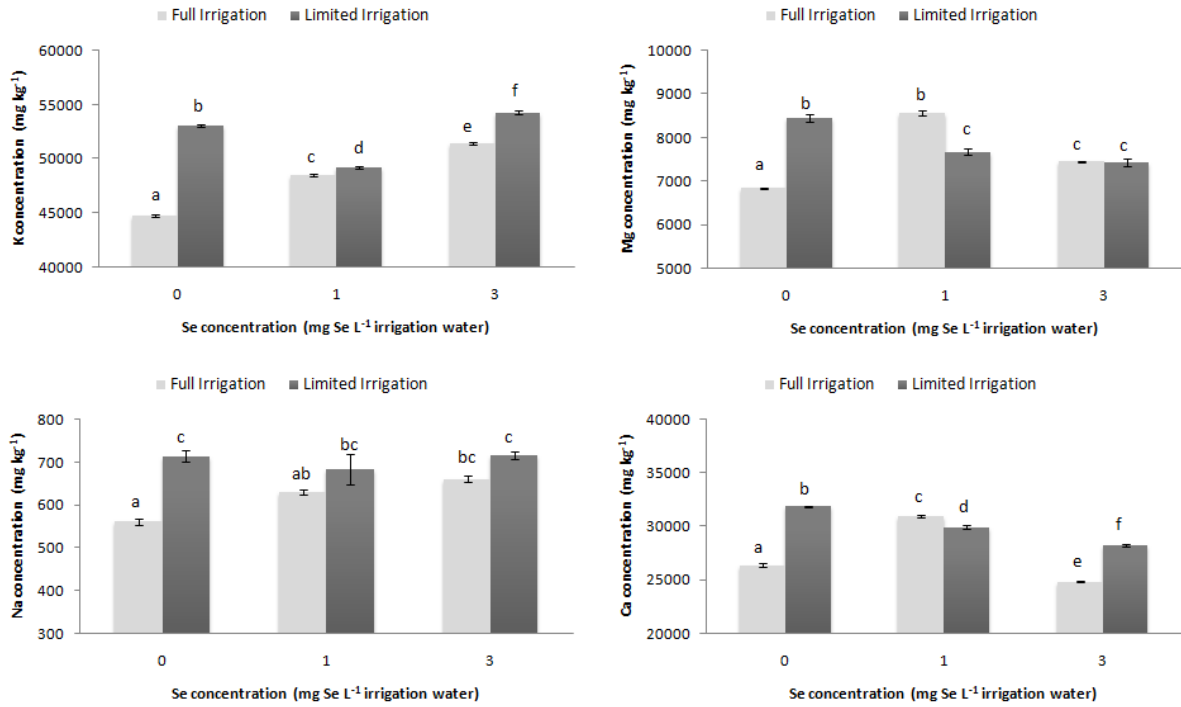 Full Irrigation Limited Irrigation
K concentration (mg kg⁻¹)
60000
55000
50000
45000
40000
a b c d e f
0 1 3
Se concentration (mg Se L⁻¹ irrigation water)
Full Irrigation Limited Irrigation
Mg concentration (mg kg⁻¹)
10000
9000
8000
7000
6000
5000
a b b c c c
0 1 3
Se concentration (mg Se L⁻¹ irrigation water)
Full Irrigation Limited Irrigation
Na concentration (mg kg⁻¹)
800
700
600
500
400
300
a c ab bc bc c
0 1 3
Se concentration (mg Se L⁻¹ irrigation water)
Full Irrigation Limited Irrigation
Ca concentration (mg kg⁻¹)
40000
35000
30000
25000
20000
a b c d e f
0 1 3
Se concentration (mg Se L⁻¹ irrigation water)